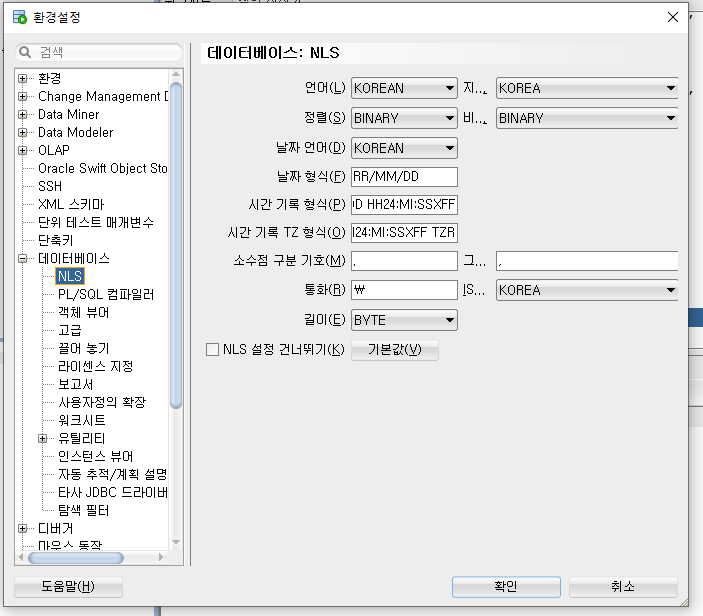 환경설정
검색
환경
Change Management D
Data Miner
Data Modeler
OLAP
Oracle Swift Object Sto
SSH
XML 스키마
단위 테스트 매개변수
단축키
데이터베이스
NLS
PL/SQL 컴파일러
객체 뷰어
고급
끌어 놓기
라이센스 지정
보고서
사용자정의 확장
워크시트
유틸리티
인스턴스 뷰어
자동 추적/계획 설명
타사 JDBC 드라이버
탐색 필터
디버거
마우스 동작
데이터베이스: NLS
언어(L) KOREAN 지... KOREA
정렬(S) BINARY 비... BINARY
날짜 언어(D) KOREAN
날짜 형식(F) RR/MM/DD
시간 기록 형식(P) D HH24:MI:SSXFF
시간 기록 TZ 형식(O) I24:MI:SSXFF TZR
소수점 구분 기호(M) . 그... ,
통화(R) ₩ IS... KOREA
길이(E) BYTE
NLS 설정 건너뛰기(K) 기본값(V)
도움말(H) 확인 취소